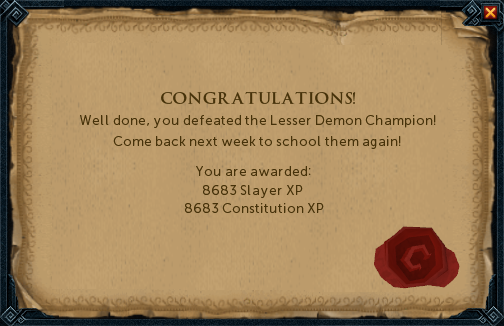 CONGRATULATIONS!
Well done, you defeated the Lesser Demon Champion!
Come back next week to school them again!
You are awarded:
8683 Slayer XP
8683 Constitution XP